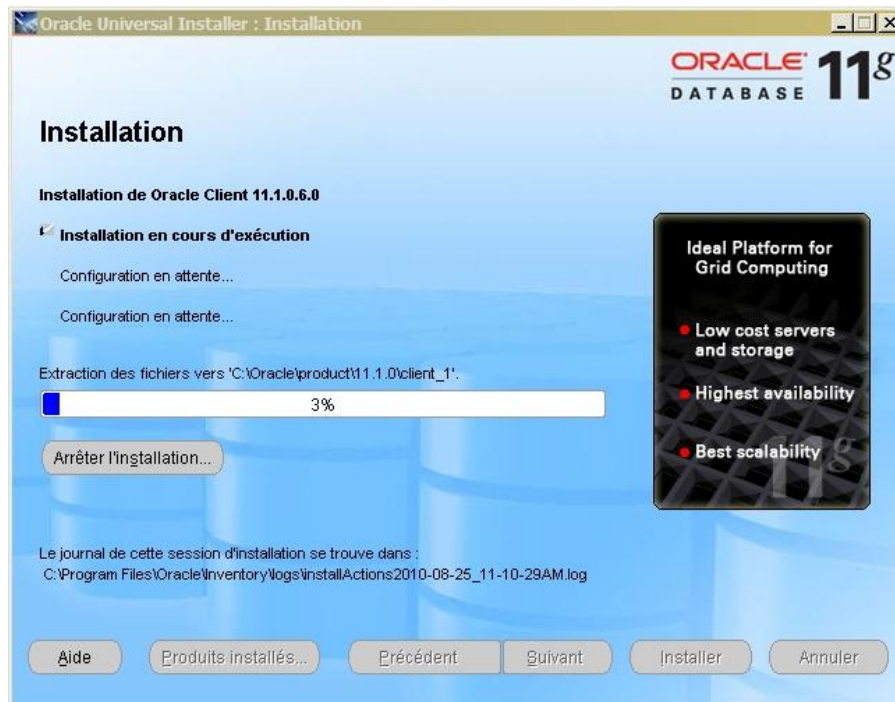 Oracle Universal Installer : Installation
ORACLE
DATABASE
11g
Installation
Installation de Oracle Client 11.1.0.6.0
Installation en cours d'exécution
Configuration en attente...
Configuration en attente...
Extraction des fichiers vers 'C:\Oracle\product\11.1.0\client_1'.
3%
Arrêter l'installation...
Ideal Platform for
Grid Computing
Low cost servers
and storage
Highest availability
Best scalability
11g
Le journal de cette session d'installation se trouve dans :
C:\Program Files\Oracle\Inventory\logs\installActions2010-08-25_11-10-29AM.log
Aide
Produits installés...
Précédent
Suivant
Installer
Annuler